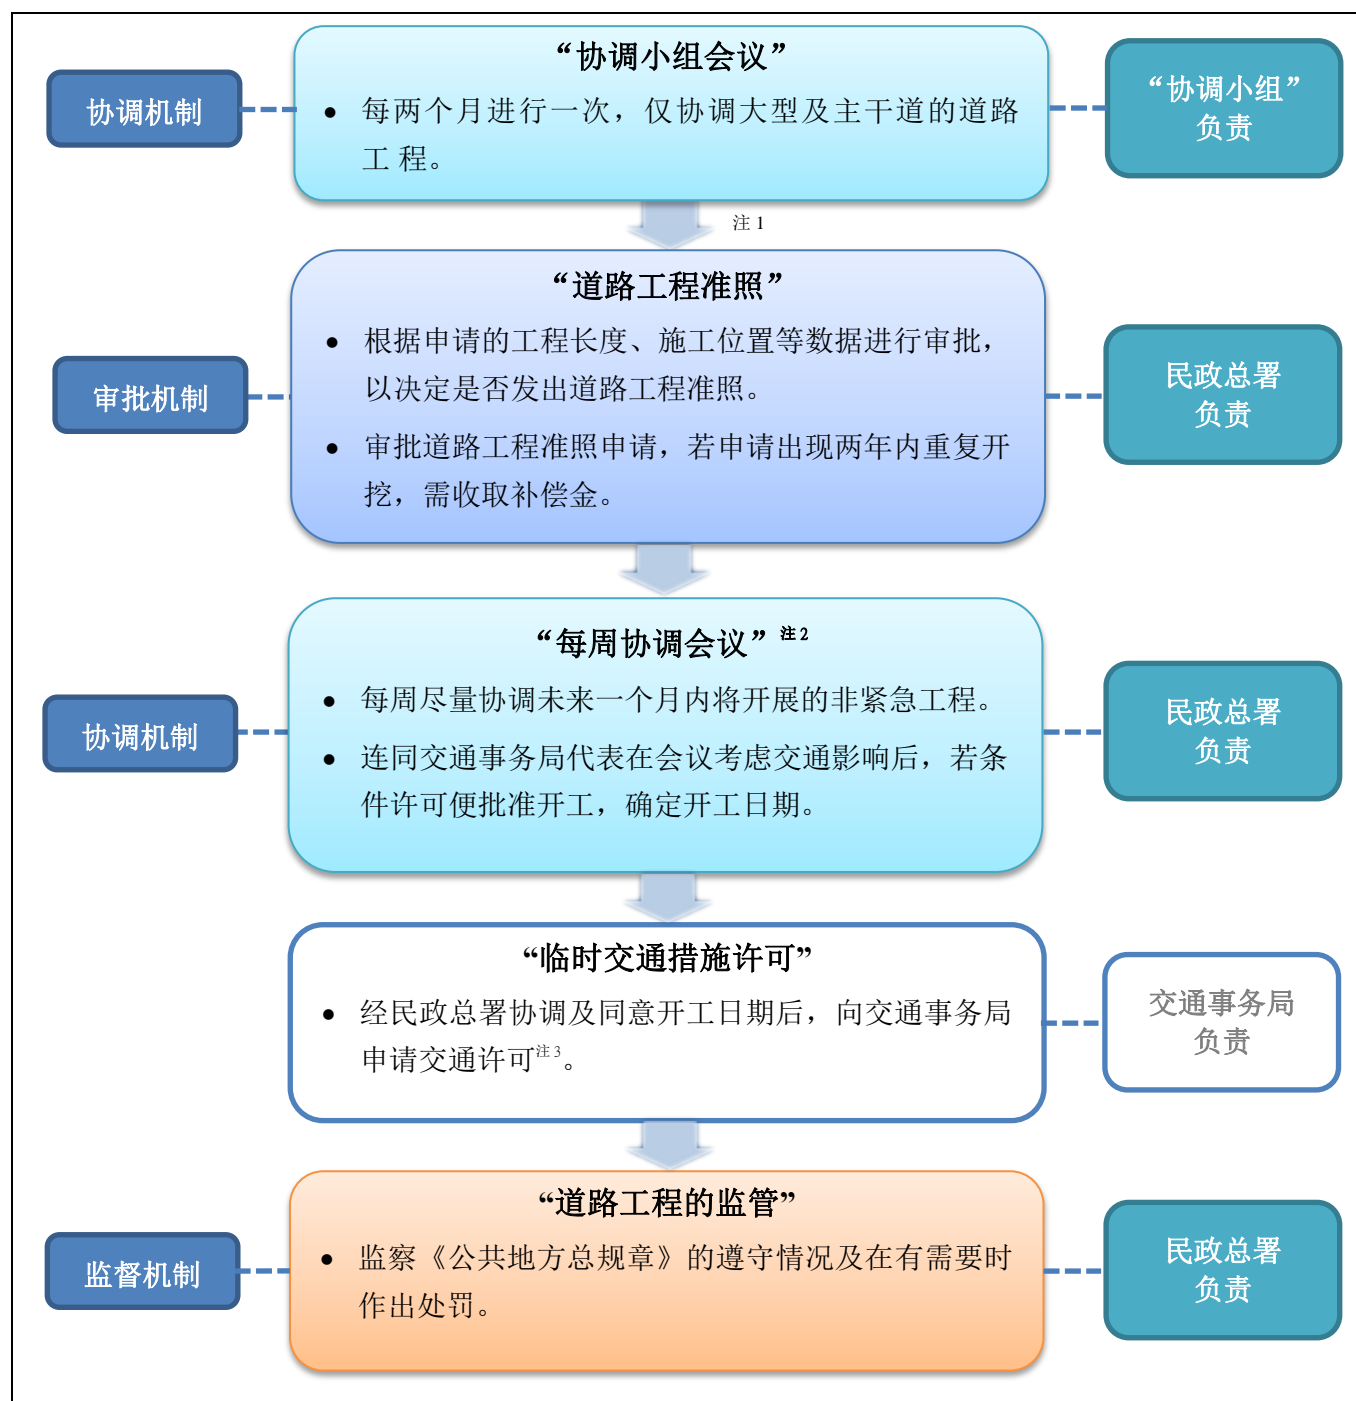 “协调小组会议”
协调机制
• 每两个月进行一次，仅协调大型及主干道的道路
工 程。
“协调小组”
负责
注 1
“道路工程准照”
审批机制
• 根据申请的工程长度、施工位置等数据进行审批，
以决定是否发出道路工程准照。
• 审批道路工程准照申请，若申请出现两年内重复开
挖，需收取补偿金。
民政总署
负责
“每周协调会议”注 2
协调机制
• 每周尽量协调未来一个月内将开展的非紧急工程。
• 连同交通事务局代表在会议考虑交通影响后，若条
件许可便批准开工，确定开工日期。
民政总署
负责
“临时交通措施许可”
• 经民政总署协调及同意开工日期后，向交通事务局
申请交通许可注 3。
交通事务局
负责
“道路工程的监管”
监督机制
• 监察《公共地方总规章》的遵守情况及在有需要时
作出处罚。
民政总署
负责